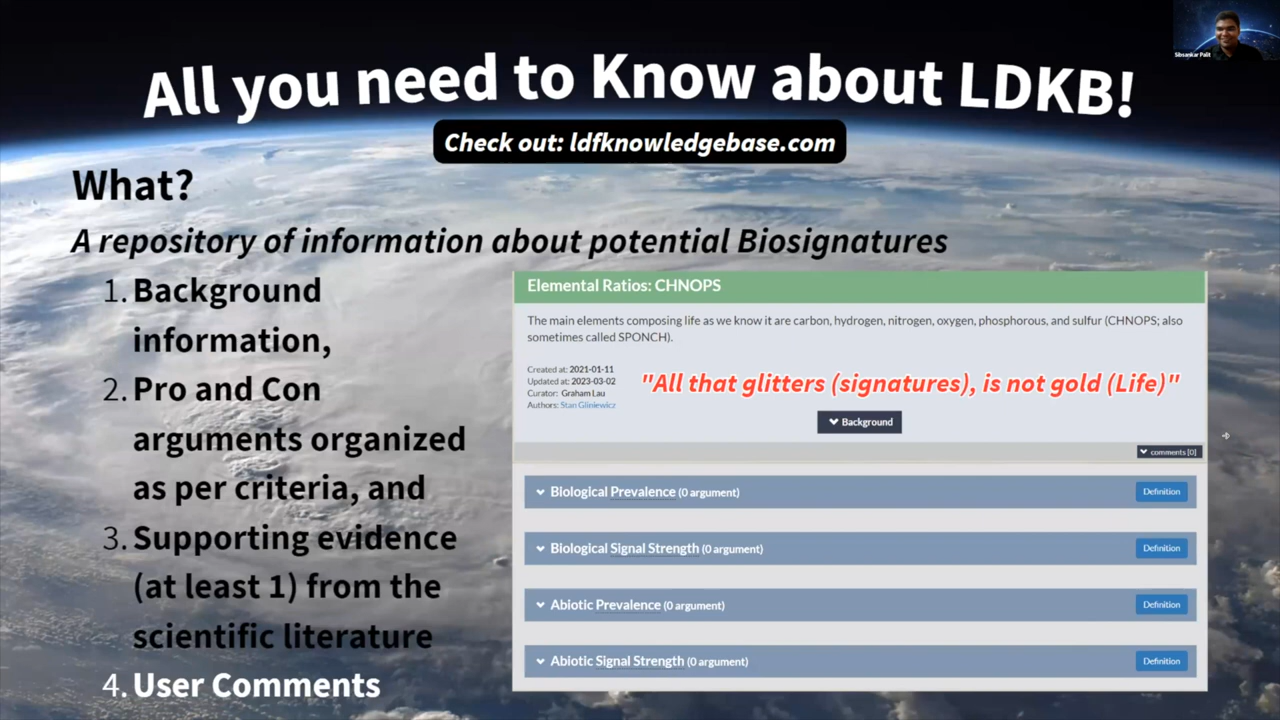 Sibsankar Palit
All you need to Know about LDKB!
Check out: ldfknowledgebase.com
What?
A repository of information about potential Biosignatures
1. Background
information,
2. Pro and Con
arguments organized
as per criteria, and
3. Supporting evidence
(at least 1) from the
scientific literature
4. User Comments
Elemental Ratios: CHNOPS
The main elements composing life as we know it are carbon, hydrogen, nitrogen, oxygen, phosphorous, and sulfur (CHNOPS; also
sometimes called SPONCH).
Created at: 2021-01-11
Updated at: 2023-03-02
Curator: Graham Lau
Authors: Stan Gliniewicz
"All that glitters (signatures), is not gold (Life)"
Background
comments [0]
Biological Prevalence (0 argument) Definition
Biological Signal Strength (0 argument) Definition
Abiotic Prevalence (0 argument) Definition
Abiotic Signal Strength (0 argument) Definition